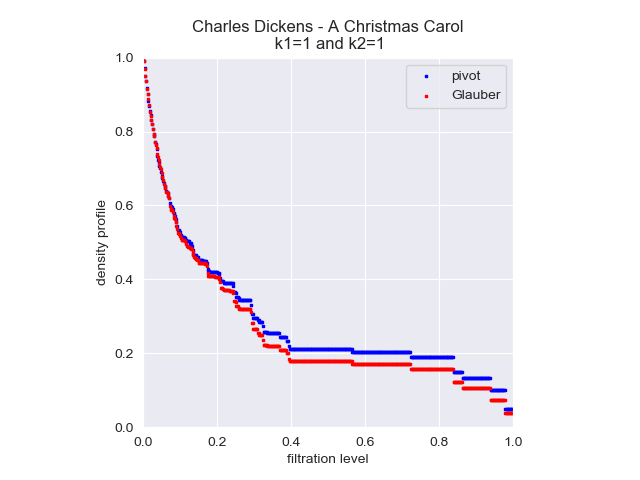 Charles Dickens - A Christmas Carol
k1=1 and k2=1
pivot
Glauber
density profile
1.0
0.8
0.6
0.4
0.2
0.0
0.0 0.2 0.4 0.6 0.8 1.0
filtration level